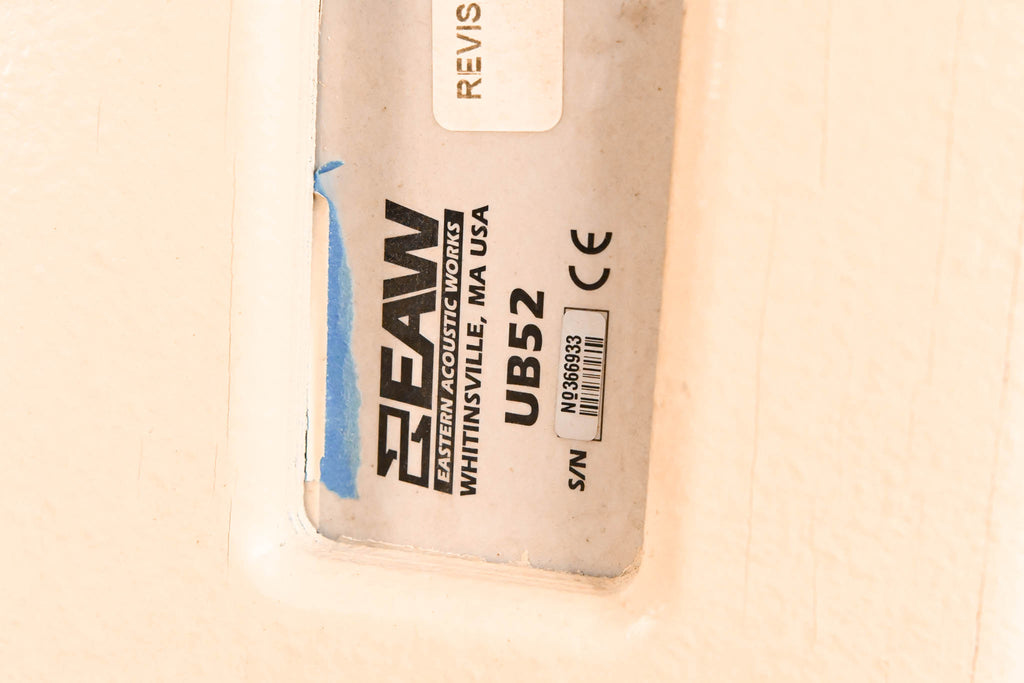 REVIS
EAW
EASTERN ACOUSTIC WORKS
WHITINSVILLE, MA USA
UB52
S/N
Nº366933
CE